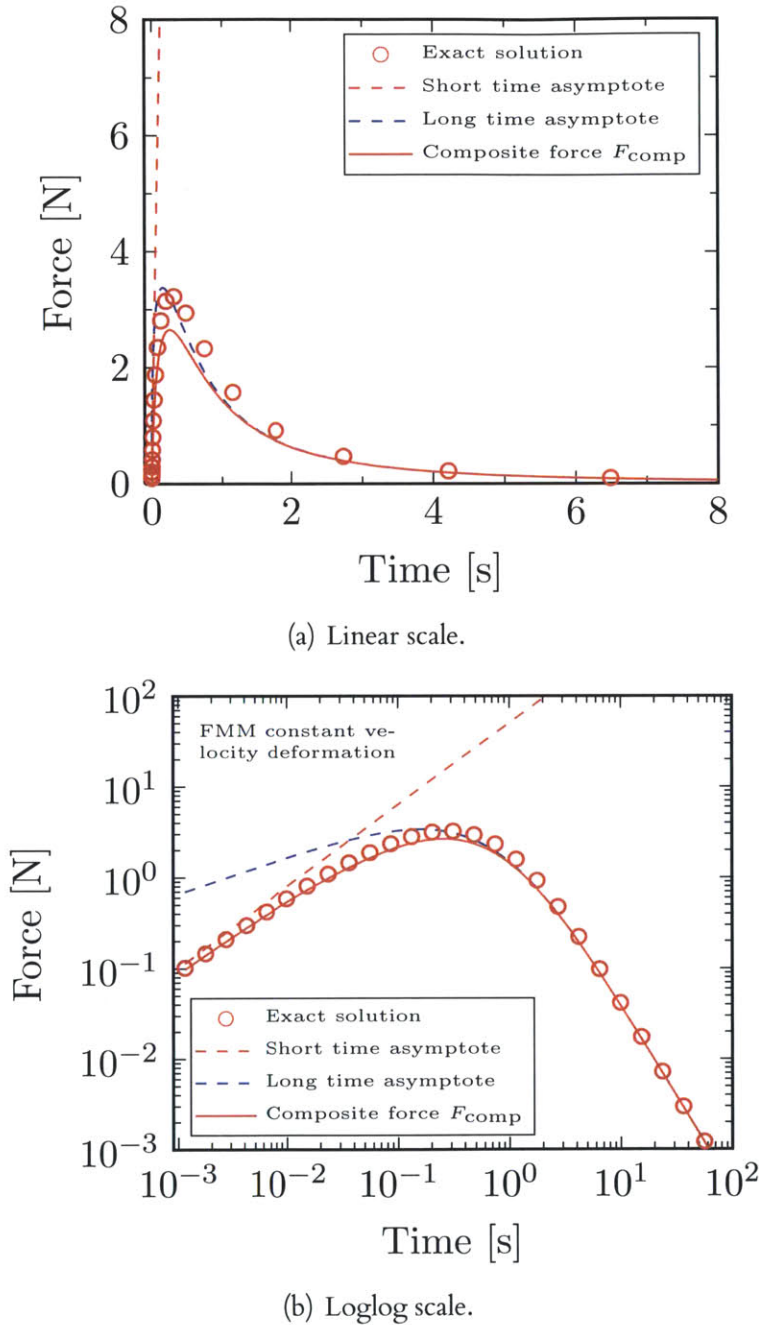 8
6
4
2
0
Force [N]
Exact solution
Short time asymptote
Long time asymptote
Composite force Fcomp
0 2 4 6 8
Time [s]
(a) Linear scale.
10^2
10^1
10^0
10^-1
10^-2
10^-3
Force [N]
FMM constant ve-
locity deformation
Exact solution
Short time asymptote
Long time asymptote
Composite force Fcomp
10^-3 10^-2 10^-1 10^0 10^1 10^2
Time [s]
(b) Loglog scale.